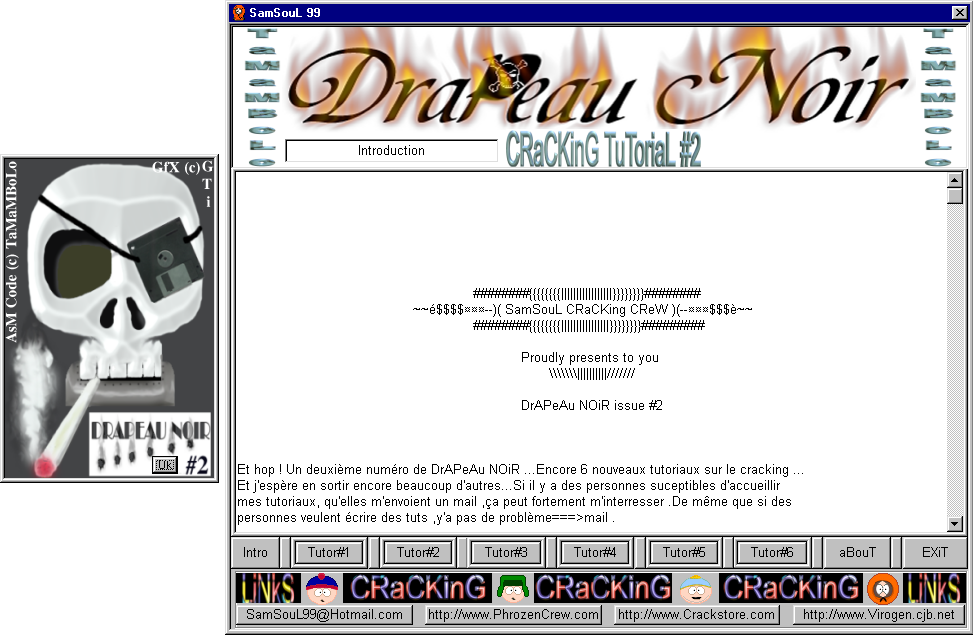 GfX (c) GTi
AsM Code (c) TaMaMBoLo
DRAPEAU NOIR
OK
#2
SamSouL 99
TaMaMBoLo
DraPeau Noir
TaMaMBoLo
Introduction
CRaCKinG TuToriaL #2
########{{{{{{{{||||||||||||||||||}}}}}}}}########
~~é$$$$¤¤¤--)( SamSouL CRaCKing CReW )(--¤¤¤$$$è~~
########{{{{{{{{|||||||||||||||||}}}}}}}}#########
Proudly presents to you
\\\\\\\||||||||||///////
DrAPeAu NOiR issue #2
Et hop ! Un deuxième numéro de DrAPeAu NOiR ...Encore 6 nouveaux tutoriaux sur le cracking ...
Et j'espère en sortir encore beaucoup d'autres...Si il y a des personnes suceptibles d'accueillir
mes tutoriaux, qu'elles m'envoient un mail ,ça peut fortement m'interresser .De même que si des
personnes veulent écrire des tuts ,y'a pas de problème===>mail .
Intro Tutor#1 Tutor#2 Tutor#3 Tutor#4 Tutor#5 Tutor#6 aBouT EXiT
LiNKS CRaCKinG CRaCKinG CRaCKinG LiNKS
SamSouL99@Hotmail.com http://www.PhrozenCrew.com http://www.Crackstore.com http://www.Virogen.cjb.net